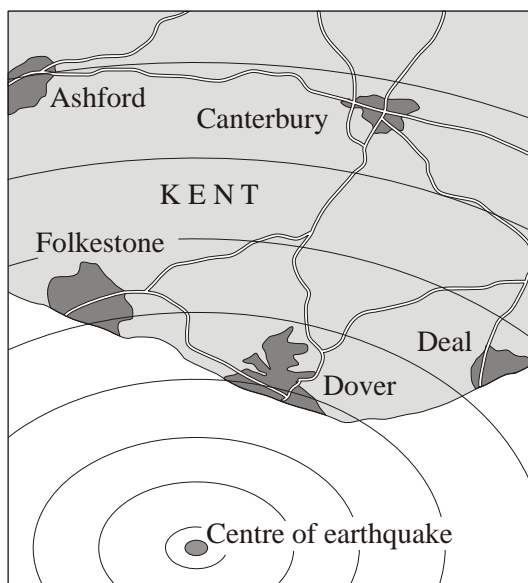 Ashford
Canterbury
KENT
Folkestone
Deal
Dover
Centre of earthquake